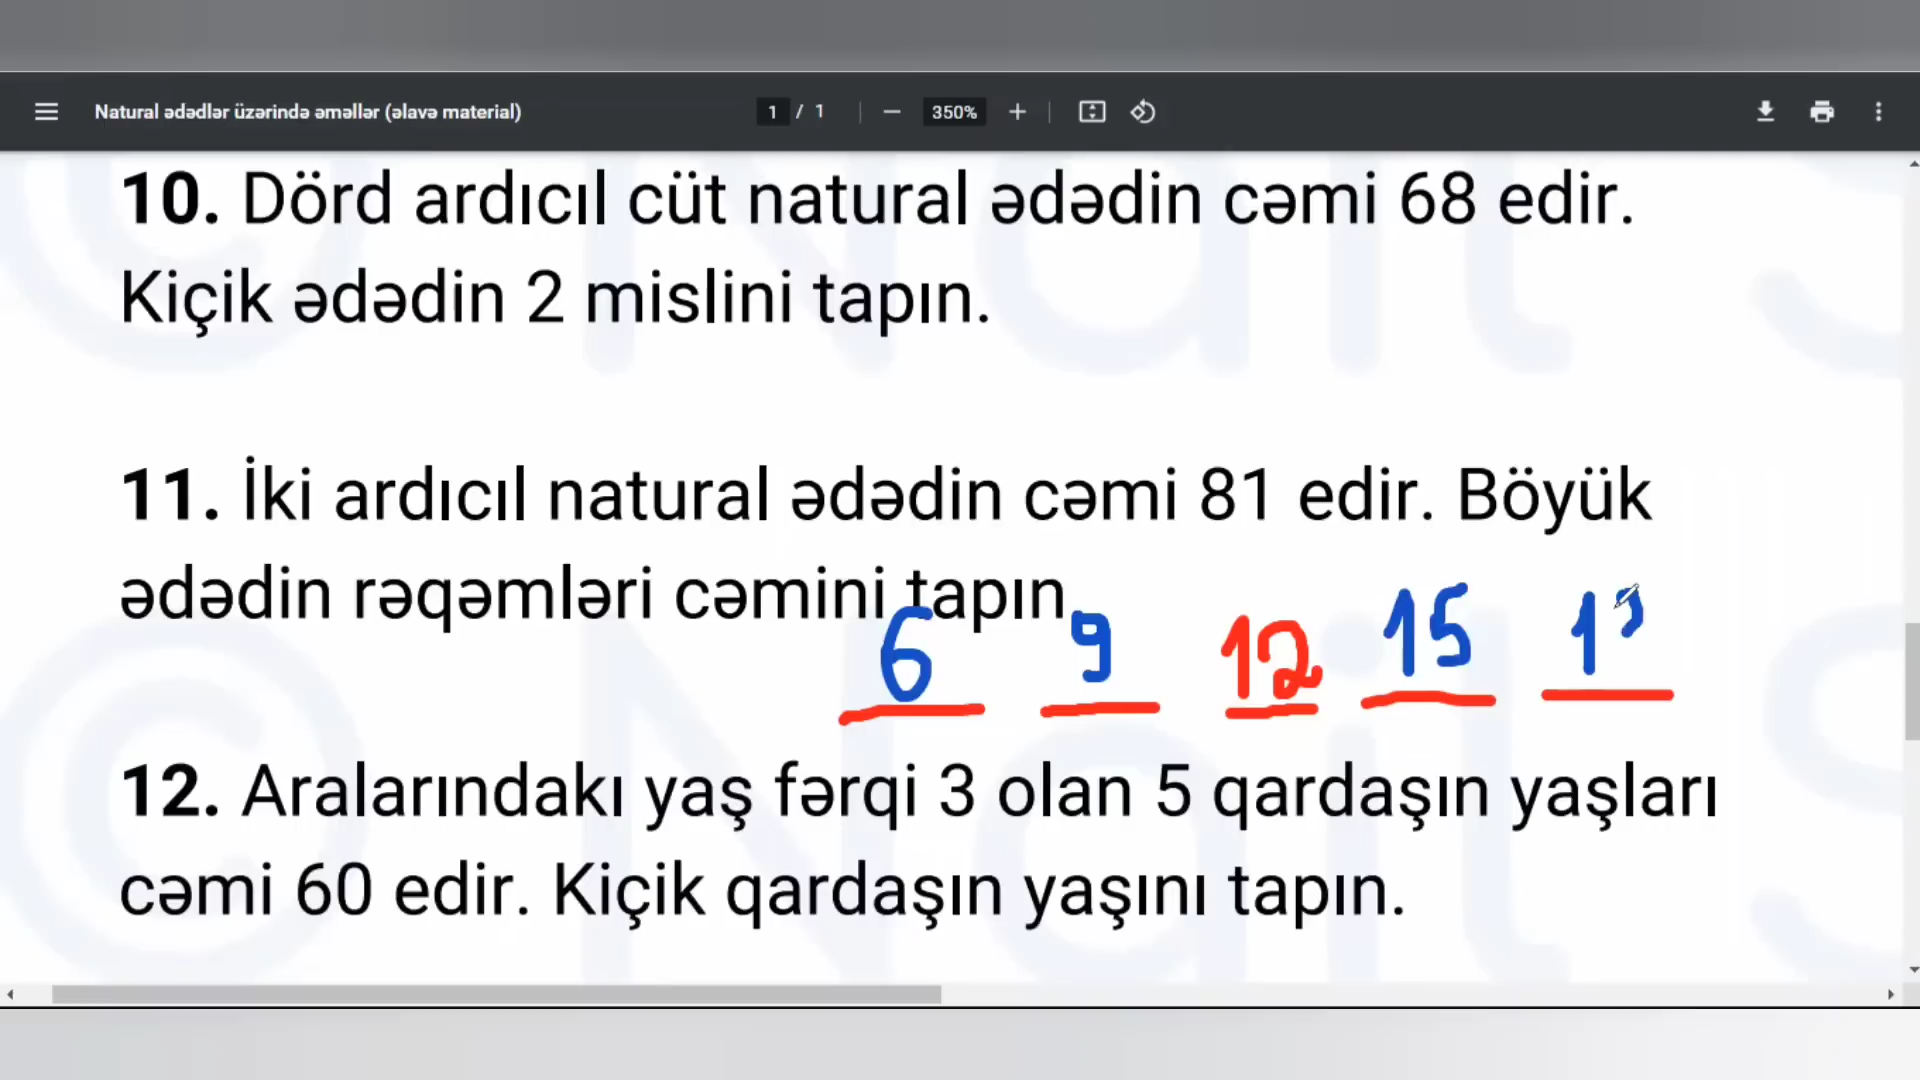 Natural ədədlər üzərində əməllər (əlavə material)
1 / 1
350%
10. Dörd ardıcıl cüt natural ədədin cəmi 68 edir.
Kiçik ədədin 2 mislini tapın.
11. İki ardıcıl natural ədədin cəmi 81 edir. Böyük
ədədin rəqəmləri cəmini tapın
6 9 12 15
12. Aralarındakı yaş fərqi 3 olan 5 qardaşın yaşları
cəmi 60 edir. Kiçik qardaşın yaşını tapın.
© Nail S
© Nail S